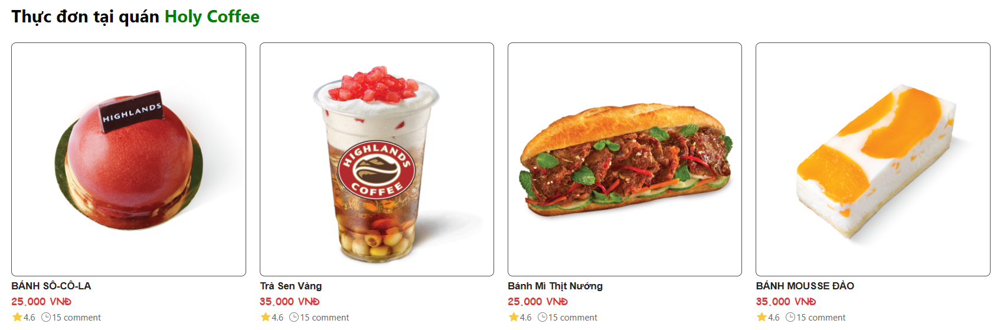 Thực đơn tại quán Holy Coffee
HIGHLANDS
HIGHLANDS
COFFEE
®
BÁNH SÔ-CÔ-LA
25.000 VNĐ
4.6 15 comment
Trà Sen Vàng
35.000 VNĐ
4.6 15 comment
Bánh Mì Thịt Nướng
25.000 VNĐ
4.6 15 comment
BÁNH MOUSSE ĐÀO
35.000 VNĐ
4.6 15 comment